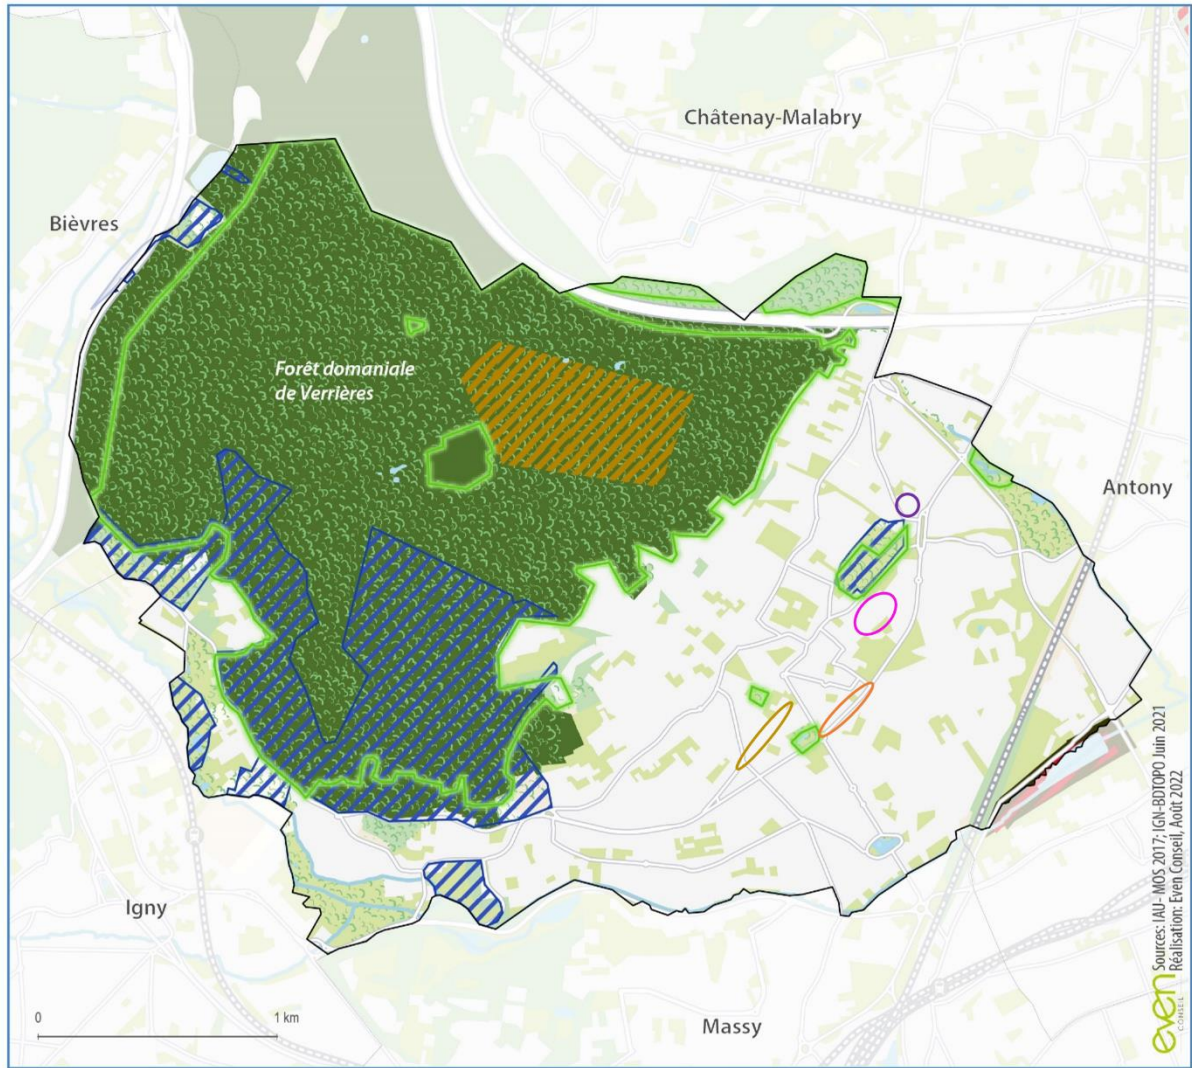 Châtenay-Malabry
Bièvres
Forêt domaniale
de Verrières
Antony
Igny
Massy
0
1 km
Sources: IAU- MOS 2017; IGN-BDTOPO Juin 2021
Réalisation: Even Conseil, Août 2022
even
CONSEIL